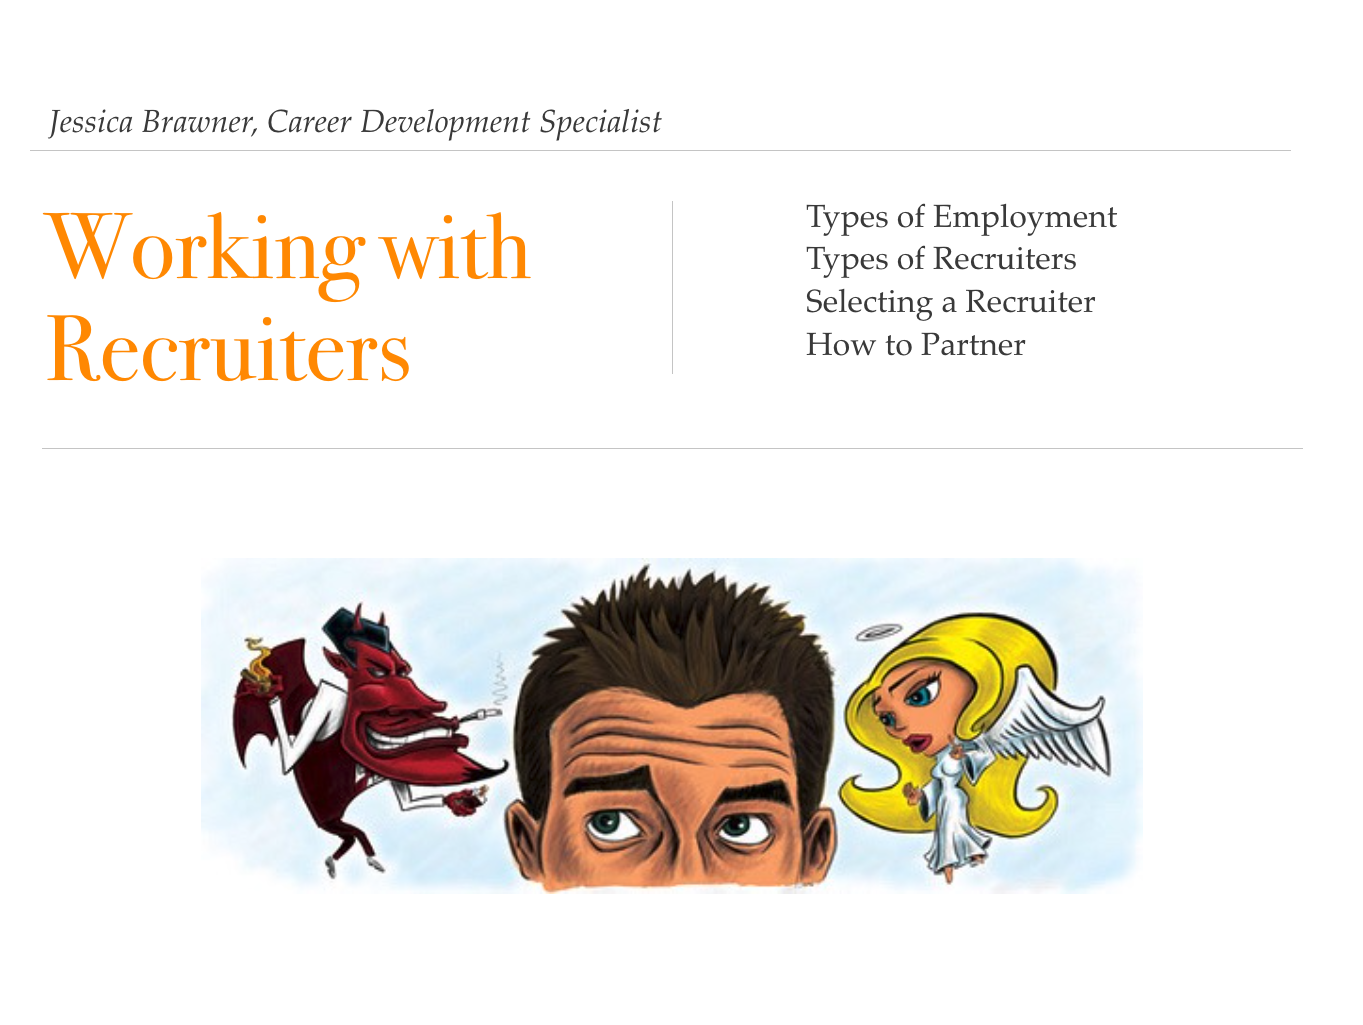 Jessica Brawner, Career Development Specialist
Working with
Recruiters
Types of Employment
Types of Recruiters
Selecting a Recruiter
How to Partner